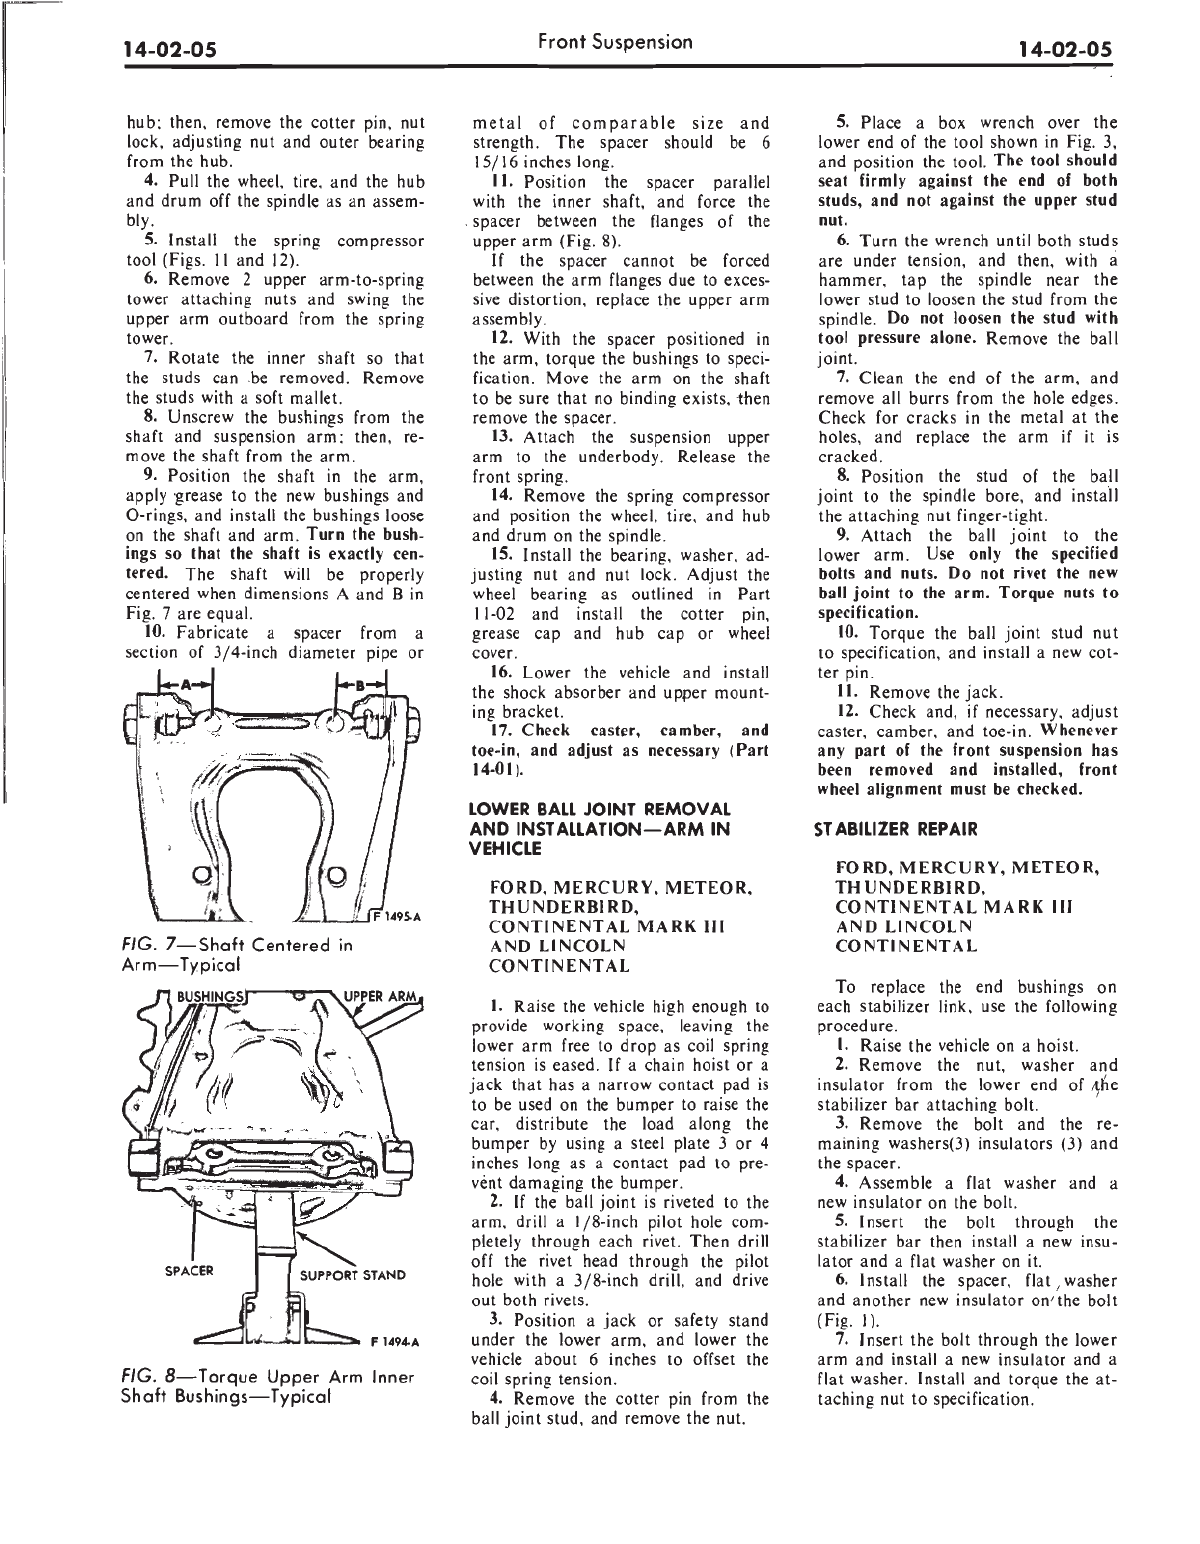 14-02-05
Front Suspension
14-02-05
hub; then, remove the cotter pin, nut
lock, adjusting nut and outer bearing
from the hub.
4. Pull the wheel, tire, and the hub
and drum off the spindle as an assem-
bly.
5. Install the spring compressor
tool (Figs. 11 and 12).
6. Remove 2 upper arm-to-spring
tower attaching nuts and swing the
upper arm outboard from the spring
tower.
7. Rotate the inner shaft so that
the studs can be removed. Remove
the studs with a soft mallet.
8. Unscrew the bushings from the
shaft and suspension arm; then, re-
move the shaft from the arm.
9. Position the shaft in the arm,
apply grease to the new bushings and
O-rings, and install the bushings loose
on the shaft and arm. Turn the bush-
ings so that the shaft is exactly cen-
tered. The shaft will be properly
centered when dimensions A and B in
Fig. 7 are equal.
10. Fabricate a spacer from a
section of 3/4-inch diameter pipe or
A
B
F 1495-A
FIG. 7—Shaft Centered in
Arm—Typical
BUSHINGS
UPPER ARM
SPACER
SUPPORT STAND
F 1494-A
FIG. 8—Torque Upper Arm Inner
Shaft Bushings—Typical
metal of comparable size and
strength. The spacer should be 6
15/16 inches long.
11. Position the spacer parallel
with the inner shaft, and force the
spacer between the flanges of the
upper arm (Fig. 8).
If the spacer cannot be forced
between the arm flanges due to exces-
sive distortion, replace the upper arm
assembly.
12. With the spacer positioned in
the arm, torque the bushings to speci-
fication. Move the arm on the shaft
to be sure that no binding exists, then
remove the spacer.
13. Attach the suspension upper
arm to the underbody. Release the
front spring.
14. Remove the spring compressor
and position the wheel, tire, and hub
and drum on the spindle.
15. Install the bearing, washer, ad-
justing nut and nut lock. Adjust the
wheel bearing as outlined in Part
11-02 and install the cotter pin,
grease cap and hub cap or wheel
cover.
16. Lower the vehicle and install
the shock absorber and upper mount-
ing bracket.
17. Check caster, camber, and
toe-in, and adjust as necessary (Part
14-01).
LOWER BALL JOINT REMOVAL
AND INSTALLATION—ARM IN
VEHICLE
FORD, MERCURY, METEOR,
THUNDERBIRD,
CONTINENTAL MARK III
AND LINCOLN
CONTINENTAL
1. Raise the vehicle high enough to
provide working space, leaving the
lower arm free to drop as coil spring
tension is eased. If a chain hoist or a
jack that has a narrow contact pad is
to be used on the bumper to raise the
car, distribute the load along the
bumper by using a steel plate 3 or 4
inches long as a contact pad to pre-
vent damaging the bumper.
2. If the ball joint is riveted to the
arm, drill a 1/8-inch pilot hole com-
pletely through each rivet. Then drill
off the rivet head through the pilot
hole with a 3/8-inch drill, and drive
out both rivets.
3. Position a jack or safety stand
under the lower arm, and lower the
vehicle about 6 inches to offset the
coil spring tension.
4. Remove the cotter pin from the
ball joint stud, and remove the nut.
5. Place a box wrench over the
lower end of the tool shown in Fig. 3,
and position the tool. The tool should
seat firmly against the end of both
studs, and not against the upper stud
nut.
6. Turn the wrench until both studs
are under tension, and then, with a
hammer, tap the spindle near the
lower stud to loosen the stud from the
spindle. Do not loosen the stud with
tool pressure alone. Remove the ball
joint.
7. Clean the end of the arm, and
remove all burrs from the hole edges.
Check for cracks in the metal at the
holes, and replace the arm if it is
cracked.
8. Position the stud of the ball
joint to the spindle bore, and install
the attaching nut finger-tight.
9. Attach the ball joint to the
lower arm. Use only the specified
bolts and nuts. Do not rivet the new
ball joint to the arm. Torque nuts to
specification.
10. Torque the ball joint stud nut
to specification, and install a new cot-
ter pin.
11. Remove the jack.
12. Check and, if necessary, adjust
caster, camber, and toe-in. Whenever
any part of the front suspension has
been removed and installed, front
wheel alignment must be checked.
STABILIZER REPAIR
FORD, MERCURY, METEOR,
THUNDERBIRD,
CONTINENTAL MARK III
AND LINCOLN
CONTINENTAL
To replace the end bushings on
each stabilizer link, use the following
procedure.
1. Raise the vehicle on a hoist.
2. Remove the nut, washer and
insulator from the lower end of the
stabilizer bar attaching bolt.
3. Remove the bolt and the re-
maining washers(3) insulators (3) and
the spacer.
4. Assemble a flat washer and a
new insulator on the bolt.
5. Insert the bolt through the
stabilizer bar then install a new insu-
lator and a flat washer on it.
6. Install the spacer, flat washer
and another new insulator on the bolt
(Fig. 1).
7. Insert the bolt through the lower
arm and install a new insulator and a
flat washer. Install and torque the at-
taching nut to specification.